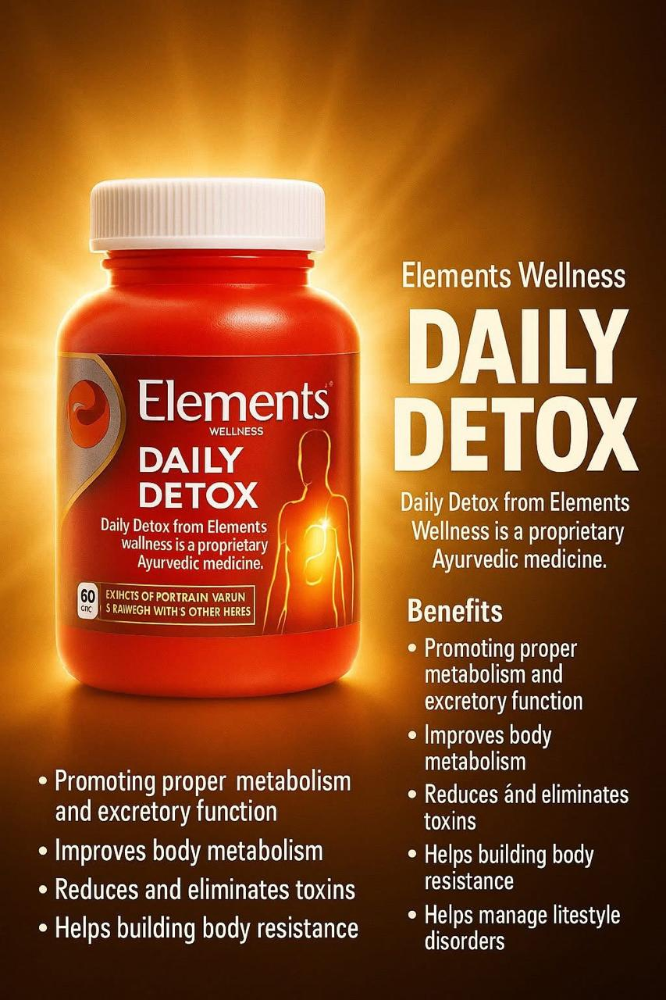 Elements
WELLNESS
DAILY
DETOX
Daily Detox from Elements
wallness is a proprietary
Ayurvedic medicine.
60
EXIHCTS OF PORTRAIN VARUN
S RAIWEGH WITH'S OTHER HERES
Elements Wellness
DAILY
DETOX
Daily Detox from Elements
Wellness is a proprietary
Ayurvedic medicine.
Benefits
• Promoting proper
metabolism and
excretory function
• Improves body
metabolism
• Reduces ánd eliminates
toxins
• Helps building body
resistance
• Helps manage litestyle
disorders
• Promoting proper metabolism
and excretory function
• Improves body metabolism
• Reduces and eliminates toxins
• Helps building body resistance